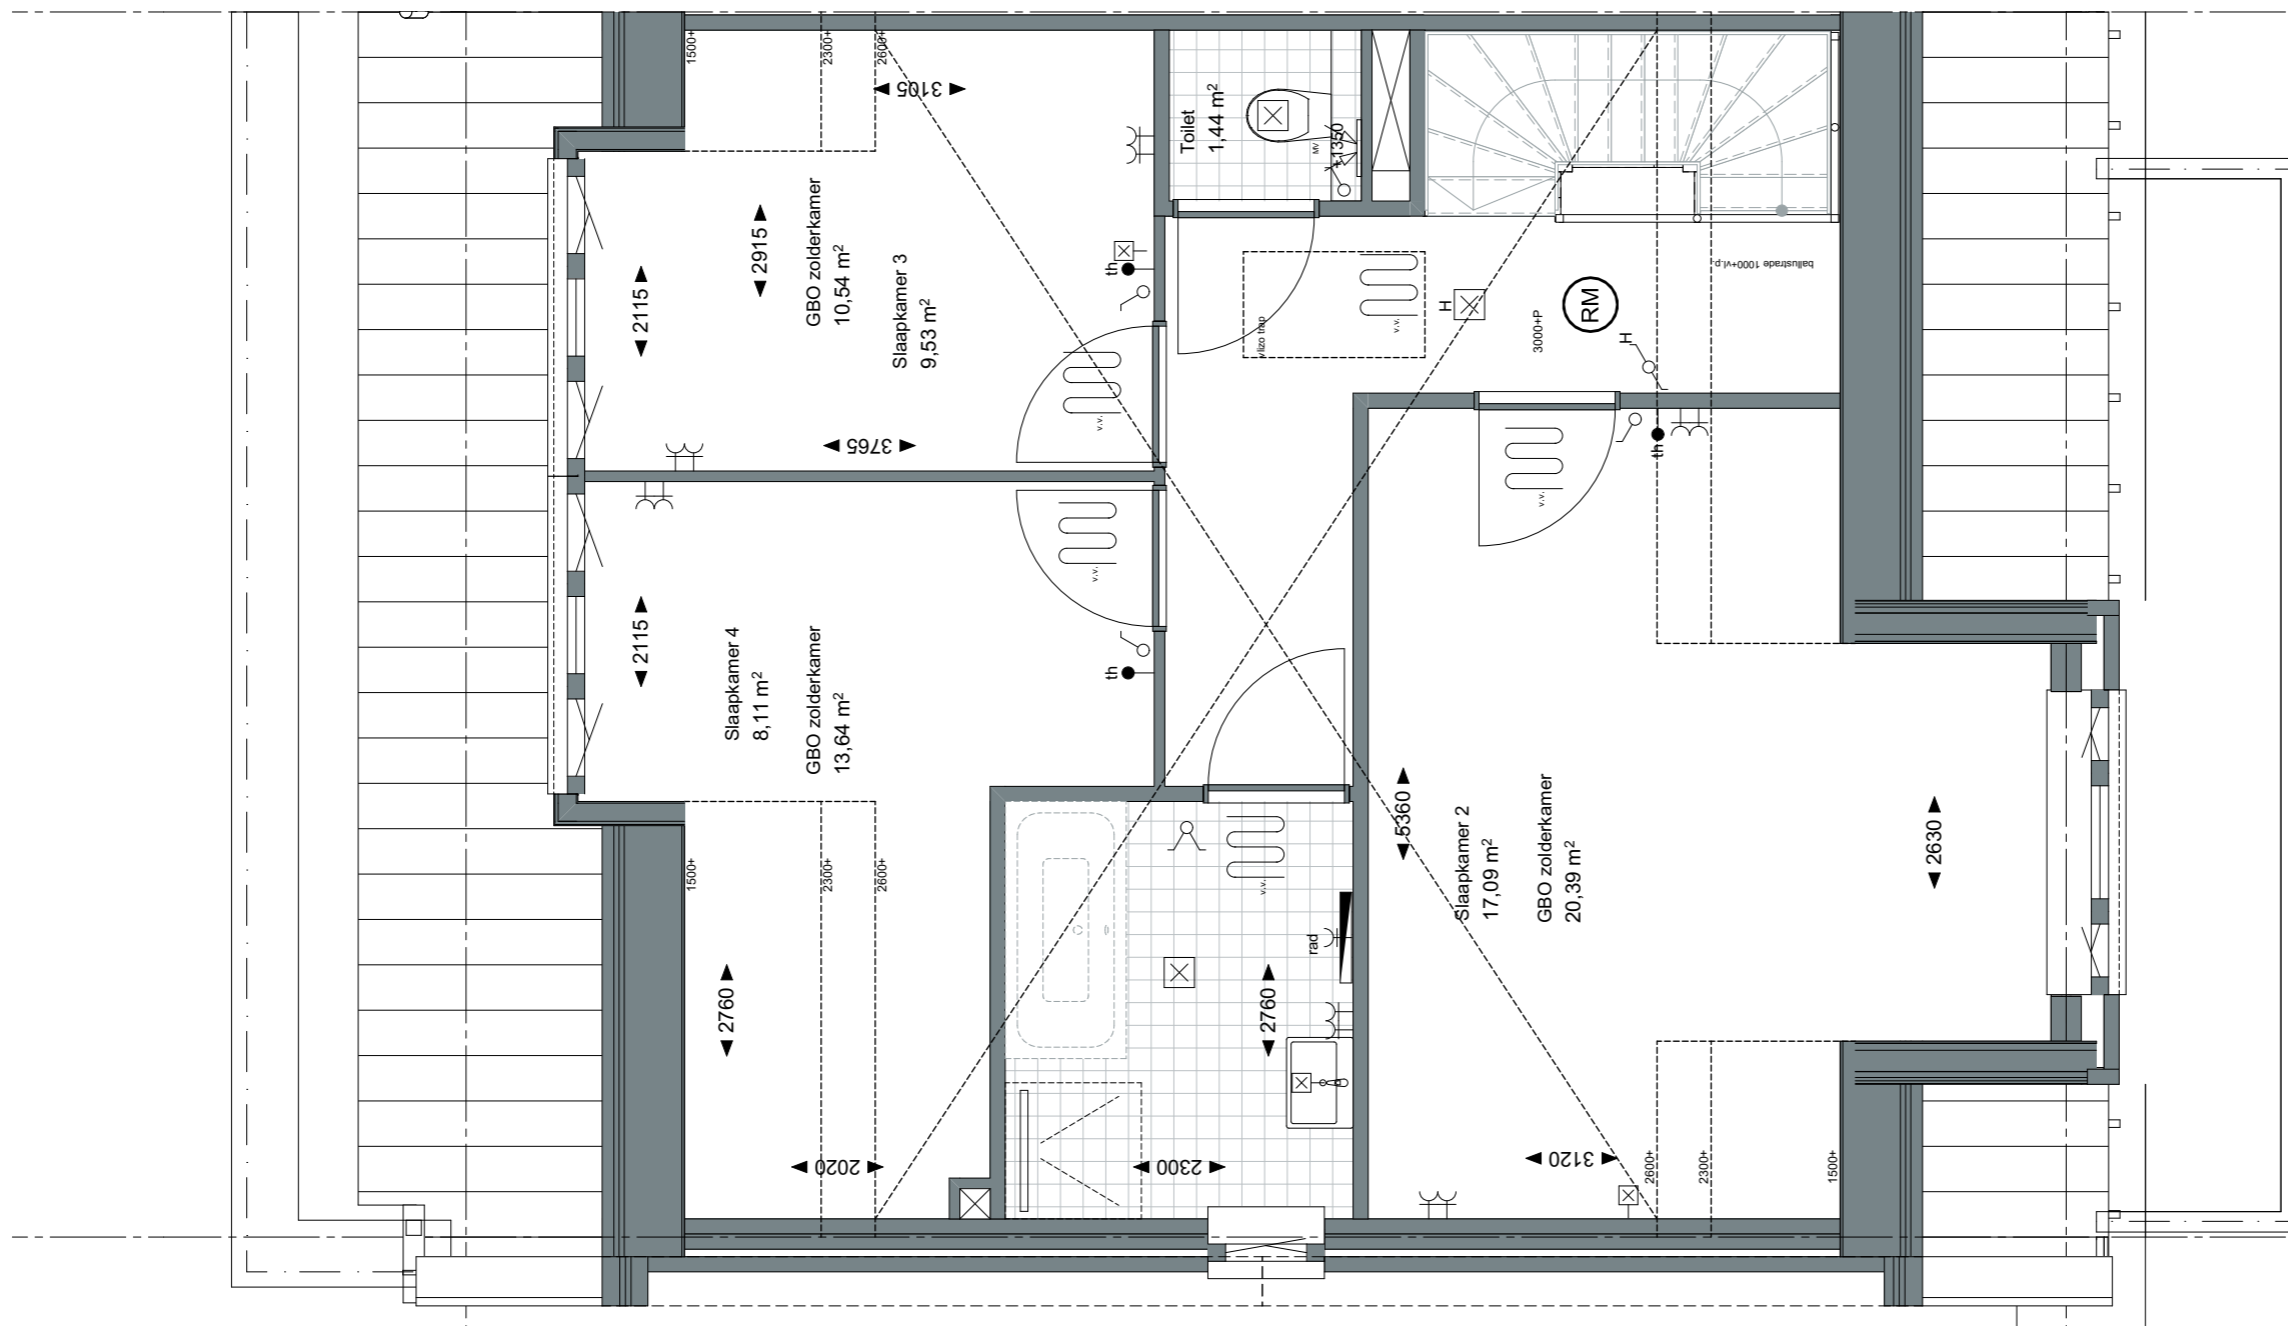 1500+
2300+
2600+
3105
Toilet
1,44 m²
MV
+1350
2915
GBO zolderkamer
10,54 m²
Slaapkamer 3
9,53 m²
2115
th
v.v.
3765
vlizo trap
v.v.
H
3000+P
RM
H
ballustrade 1000+vl.p.
th
v.v.
2115
Slaapkamer 4
8,11 m²
GBO zolderkamer
13,64 m²
v.v.
th
1500+
2300+
2600+
2760
2020
v.v.
rad
2760
2300
5360
Slaapkamer 2
17,09 m²
GBO zolderkamer
20,39 m²
2630
3120
2600+
2300+
1500+